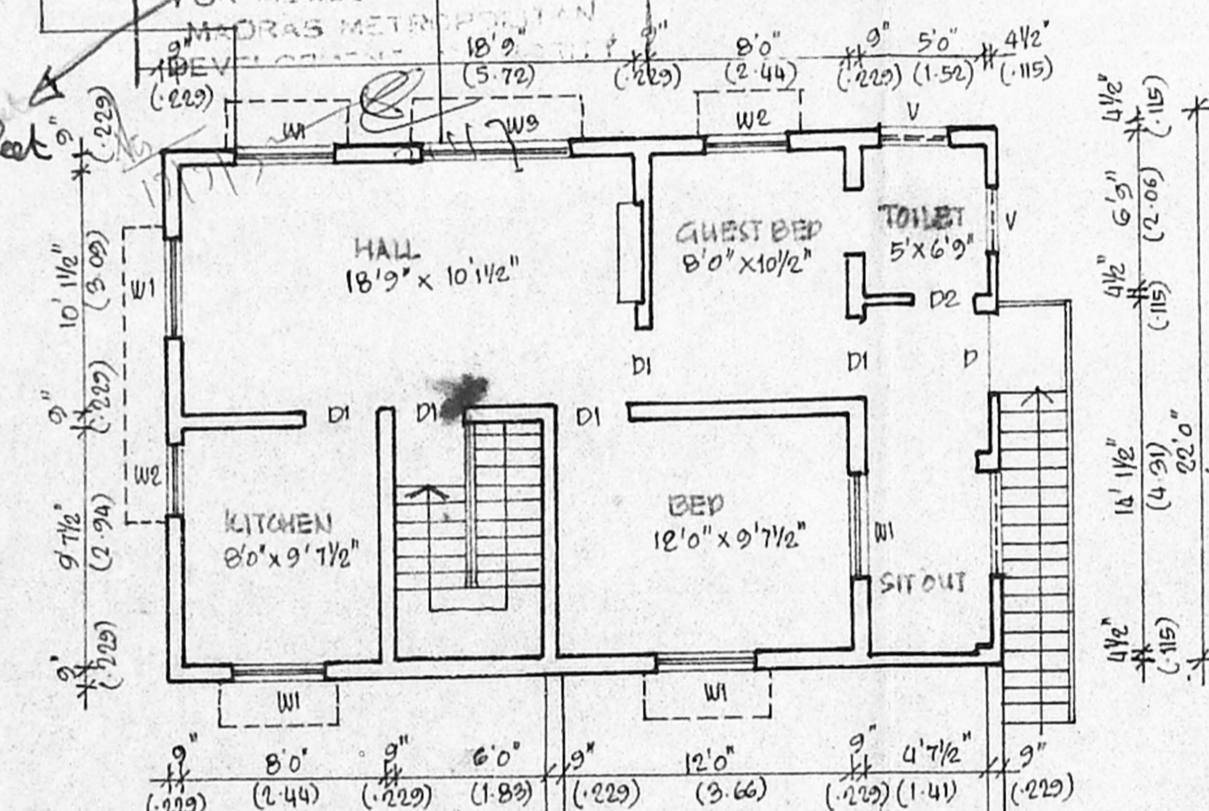 MADRAS METROPOLITAN
9" 18'9" 9" 8'0" 9" 5'0" 4½"
(.229) (5.72) (.229) (2.44) (.229) (1.52) (.115)
W1 W3 W2 V
9"
(.229)
10' 1½"
(3.09)
9"
(.229)
9' 7½"
(2.94)
9"
(.229)
W1
W2
HALL
18'9" x 10'1½"
GUEST BED
8'0" x 10½"
TOILET
5' x 6'9"
V
D2
D1 D1 D
D1 D1 D1
KITCHEN
8'0" x 9'7½"
BED
12'0" x 9'7½"
W1
SITOUT
W1 W1
4½"
(.115)
6'9"
(2.06)
4½"
(.115)
14' 1½"
(4.31)
22'0"
4½"
(.115)
9" 8'0" 9" 6'0" 9" 12'0" 9" 4'7½" 9"
(.229) (2.44) (.229) (1.83) (.229) (3.66) (.229) (1.41) (.229)